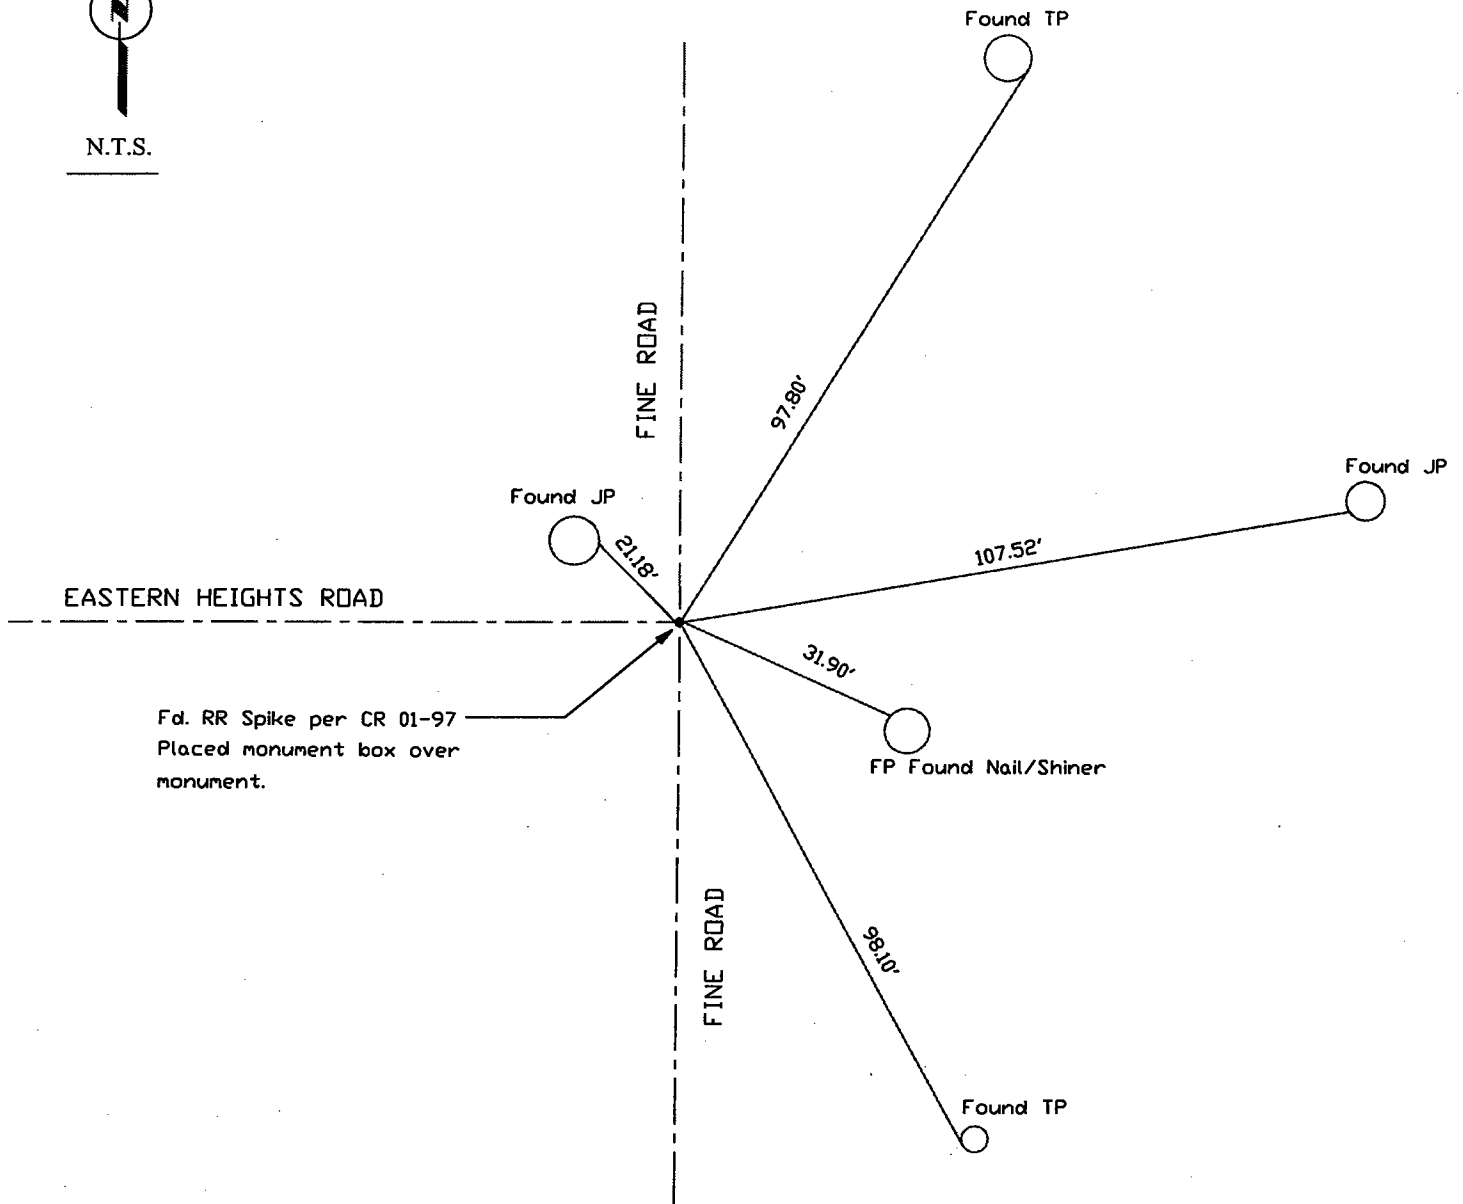 Found TP
N
N.T.S.
FINE ROAD
97.80'
Found JP
Found JP
21.18'
107.52'
EASTERN HEIGHTS ROAD
31.90'
Fd. RR Spike per CR 01-97
Placed monument box over
monument.
FP Found Nail/Shiner
FINE ROAD
98.10'
Found TP